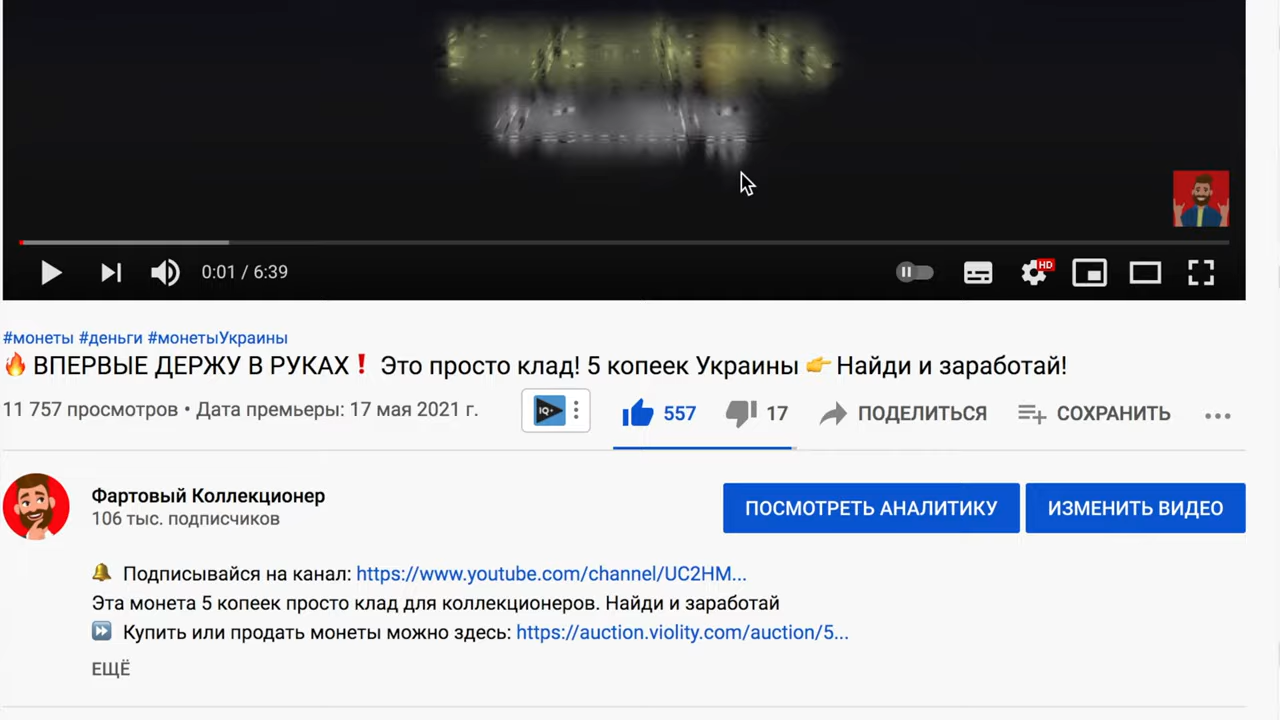 HD
0:01 / 6:39
#монеты #деньги #монетыУкраины
🔥 ВПЕРВЫЕ ДЕРЖУ В РУКАХ❗ Это просто клад! 5 копеек Украины 👉 Найди и заработай!
11 757 просмотров • Дата премьеры: 17 мая 2021 г. IQ+ 557 17 ПОДЕЛИТЬСЯ СОХРАНИТЬ
Фартовый Коллекционер
106 тыс. подписчиков
ПОСМОТРЕТЬ АНАЛИТИКУ ИЗМЕНИТЬ ВИДЕО
🔔 Подписывайся на канал: https://www.youtube.com/channel/UC2HM...
Эта монета 5 копеек просто клад для коллекционеров. Найди и заработай
⏩ Купить или продать монеты можно здесь: https://auction.violity.com/auction/5...
ЕЩЁ